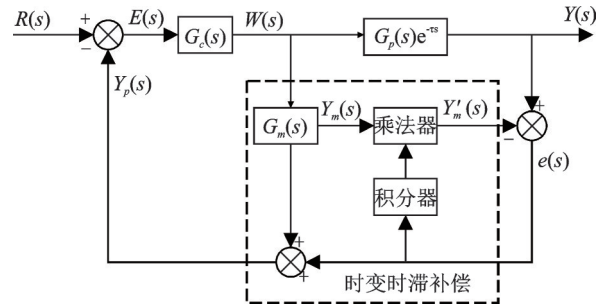 R(s)
+
−
E(s)
G_c(s)
W(s)
G_p(s)e^{-τs}
Y(s)
Y_p(s)
G_m(s)
Y_m(s)
乘法器
Y'_m(s)
+
−
e(s)
积分器
+
+
时变时滞补偿